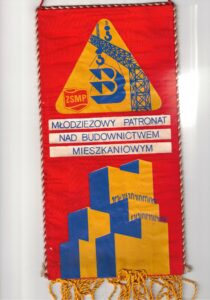 ZSMP
B
MŁODZIEŻOWY PATRONAT
NAD BUDOWNICTWEM
MIESZKANIOWYM